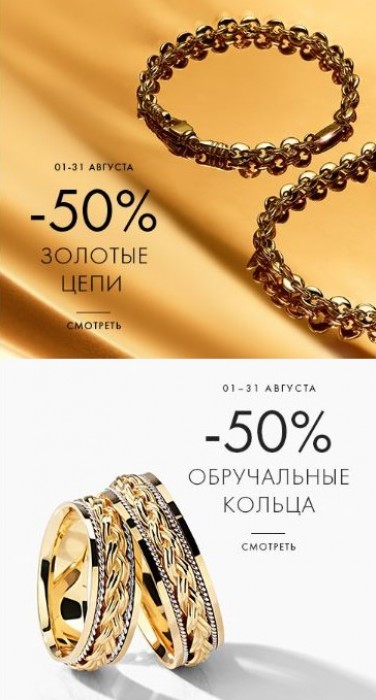 01-31 АВГУСТА
-50%
ЗОЛОТЫЕ
ЦЕПИ
СМОТРЕТЬ
01–31 АВГУСТА
-50%
ОБРУЧАЛЬНЫЕ
КОЛЬЦА
СМОТРЕТЬ